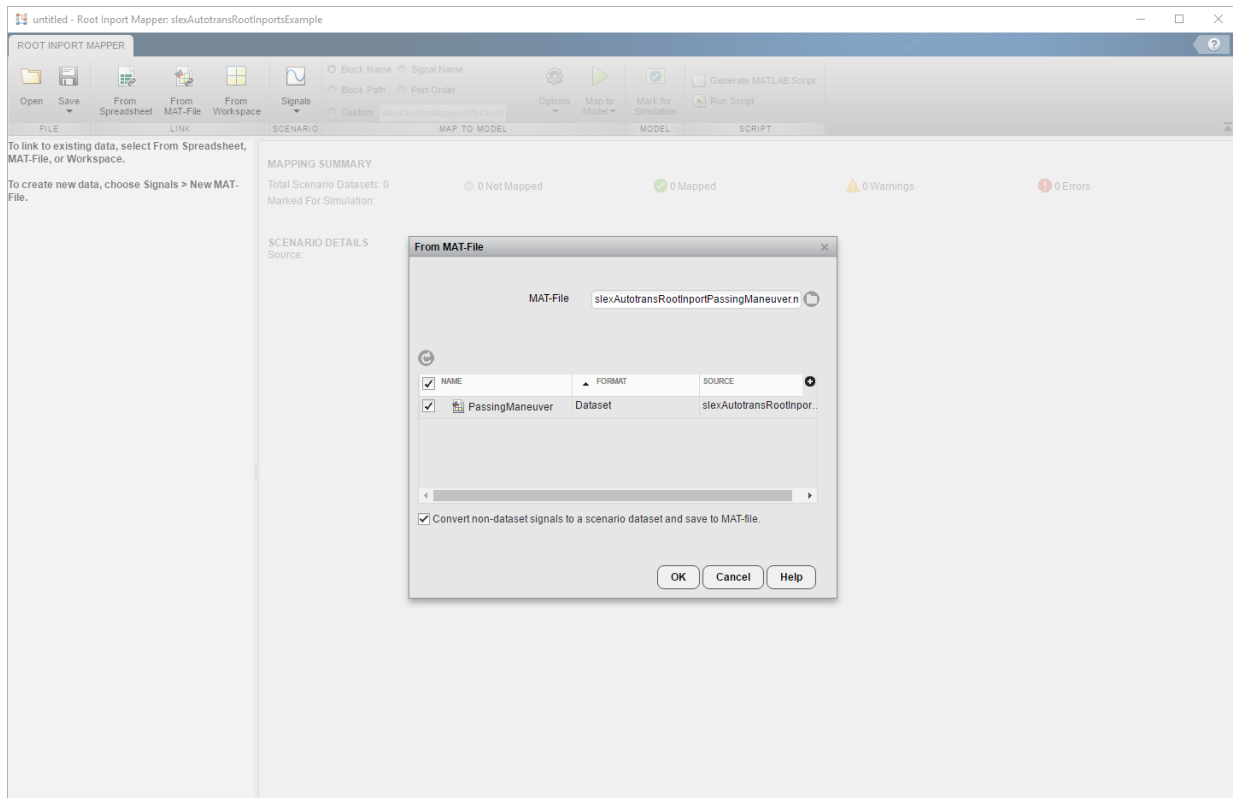 untitled - Root Inport Mapper: slexAutotransRootInportsExample
ROOT INPORT MAPPER
?
Open
Save
From Spreadsheet
From MAT-File
From Workspace
Signals
Block Name
Signal Name
Block Path
Port Order
Custom
Options
Map to Model
Mark for Simulation
Generate MATLAB Script
Run Script
FILE
LINK
SCENARIO
MAP TO MODEL
MODEL
SCRIPT
To link to existing data, select From Spreadsheet,
MAT-File, or Workspace.
To create new data, choose Signals > New MAT-
File.
MAPPING SUMMARY
Total Scenario Datasets: 0
0 Not Mapped
0 Mapped
0 Warnings
0 Errors
Marked For Simulation:
SCENARIO DETAILS
Source:
From MAT-File
MAT-File
slexAutotransRootInportPassingManeuver.m
NAME
FORMAT
SOURCE
PassingManeuver
Dataset
slexAutotransRootInpor..
Convert non-dataset signals to a scenario dataset and save to MAT-file.
OK
Cancel
Help